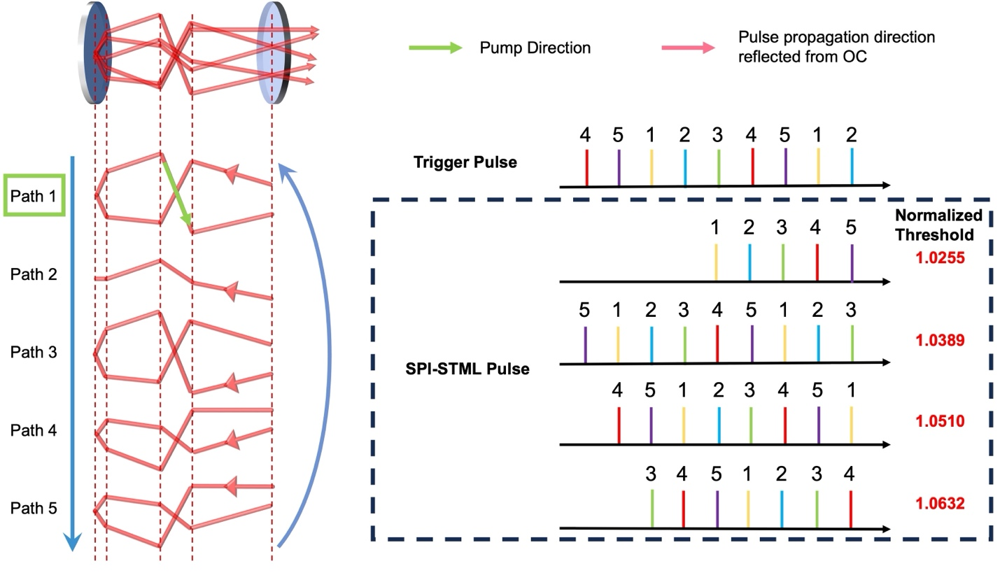 Pump Direction
Pulse propagation direction
reflected from OC
Trigger Pulse
4 5 1 2 3 4 5 1 2
Path 1
Path 2
Path 3
Path 4
Path 5
SPI-STML Pulse
Normalized
Threshold
1 2 3 4 5
1.0255
5 1 2 3 4 5 1 2 3
1.0389
4 5 1 2 3 4 5 1
1.0510
3 4 5 1 2 3 4
1.0632